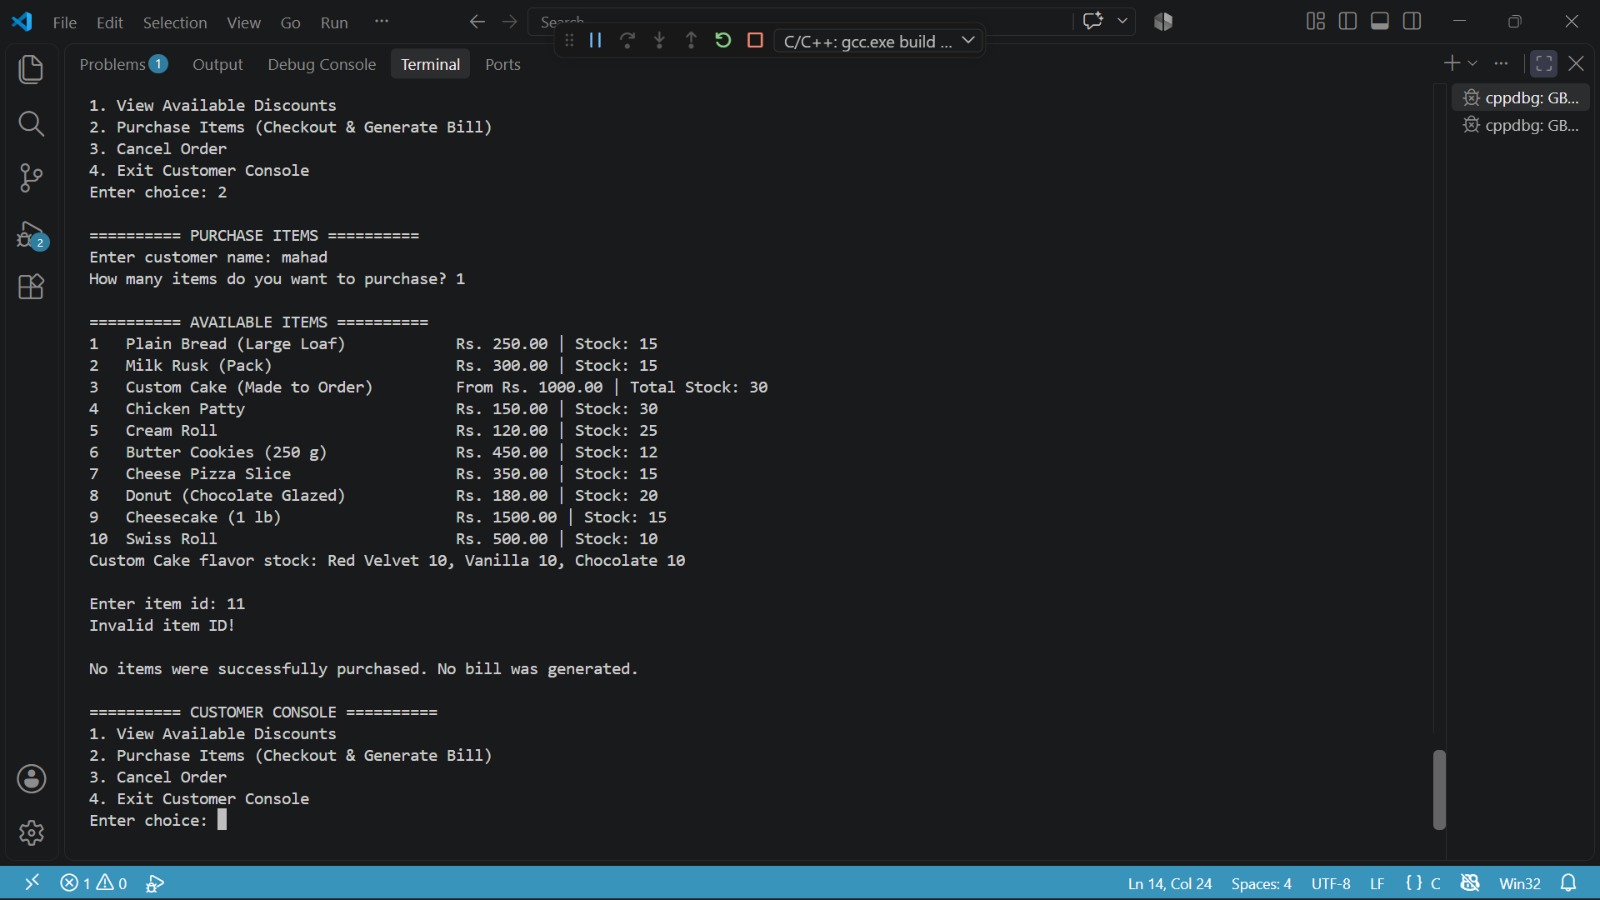 File Edit Selection View Go Run ··· Search
C/C++: gcc.exe build ...
Problems 1 Output Debug Console Terminal Ports
1. View Available Discounts
2. Purchase Items (Checkout & Generate Bill)
3. Cancel Order
4. Exit Customer Console
Enter choice: 2
========== PURCHASE ITEMS ==========
Enter customer name: mahad
How many items do you want to purchase? 1
========== AVAILABLE ITEMS ==========
1 Plain Bread (Large Loaf) Rs. 250.00 | Stock: 15
2 Milk Rusk (Pack) Rs. 300.00 | Stock: 15
3 Custom Cake (Made to Order) From Rs. 1000.00 | Total Stock: 30
4 Chicken Patty Rs. 150.00 | Stock: 30
5 Cream Roll Rs. 120.00 | Stock: 25
6 Butter Cookies (250 g) Rs. 450.00 | Stock: 12
7 Cheese Pizza Slice Rs. 350.00 | Stock: 15
8 Donut (Chocolate Glazed) Rs. 180.00 | Stock: 20
9 Cheesecake (1 lb) Rs. 1500.00 | Stock: 15
10 Swiss Roll Rs. 500.00 | Stock: 10
Custom Cake flavor stock: Red Velvet 10, Vanilla 10, Chocolate 10
Enter item id: 11
Invalid item ID!
No items were successfully purchased. No bill was generated.
========== CUSTOMER CONSOLE ==========
1. View Available Discounts
2. Purchase Items (Checkout & Generate Bill)
3. Cancel Order
4. Exit Customer Console
Enter choice:
cppdbg: GB...
cppdbg: GB...
2
1 0 Ln 14, Col 24 Spaces: 4 UTF-8 LF {} C Win32